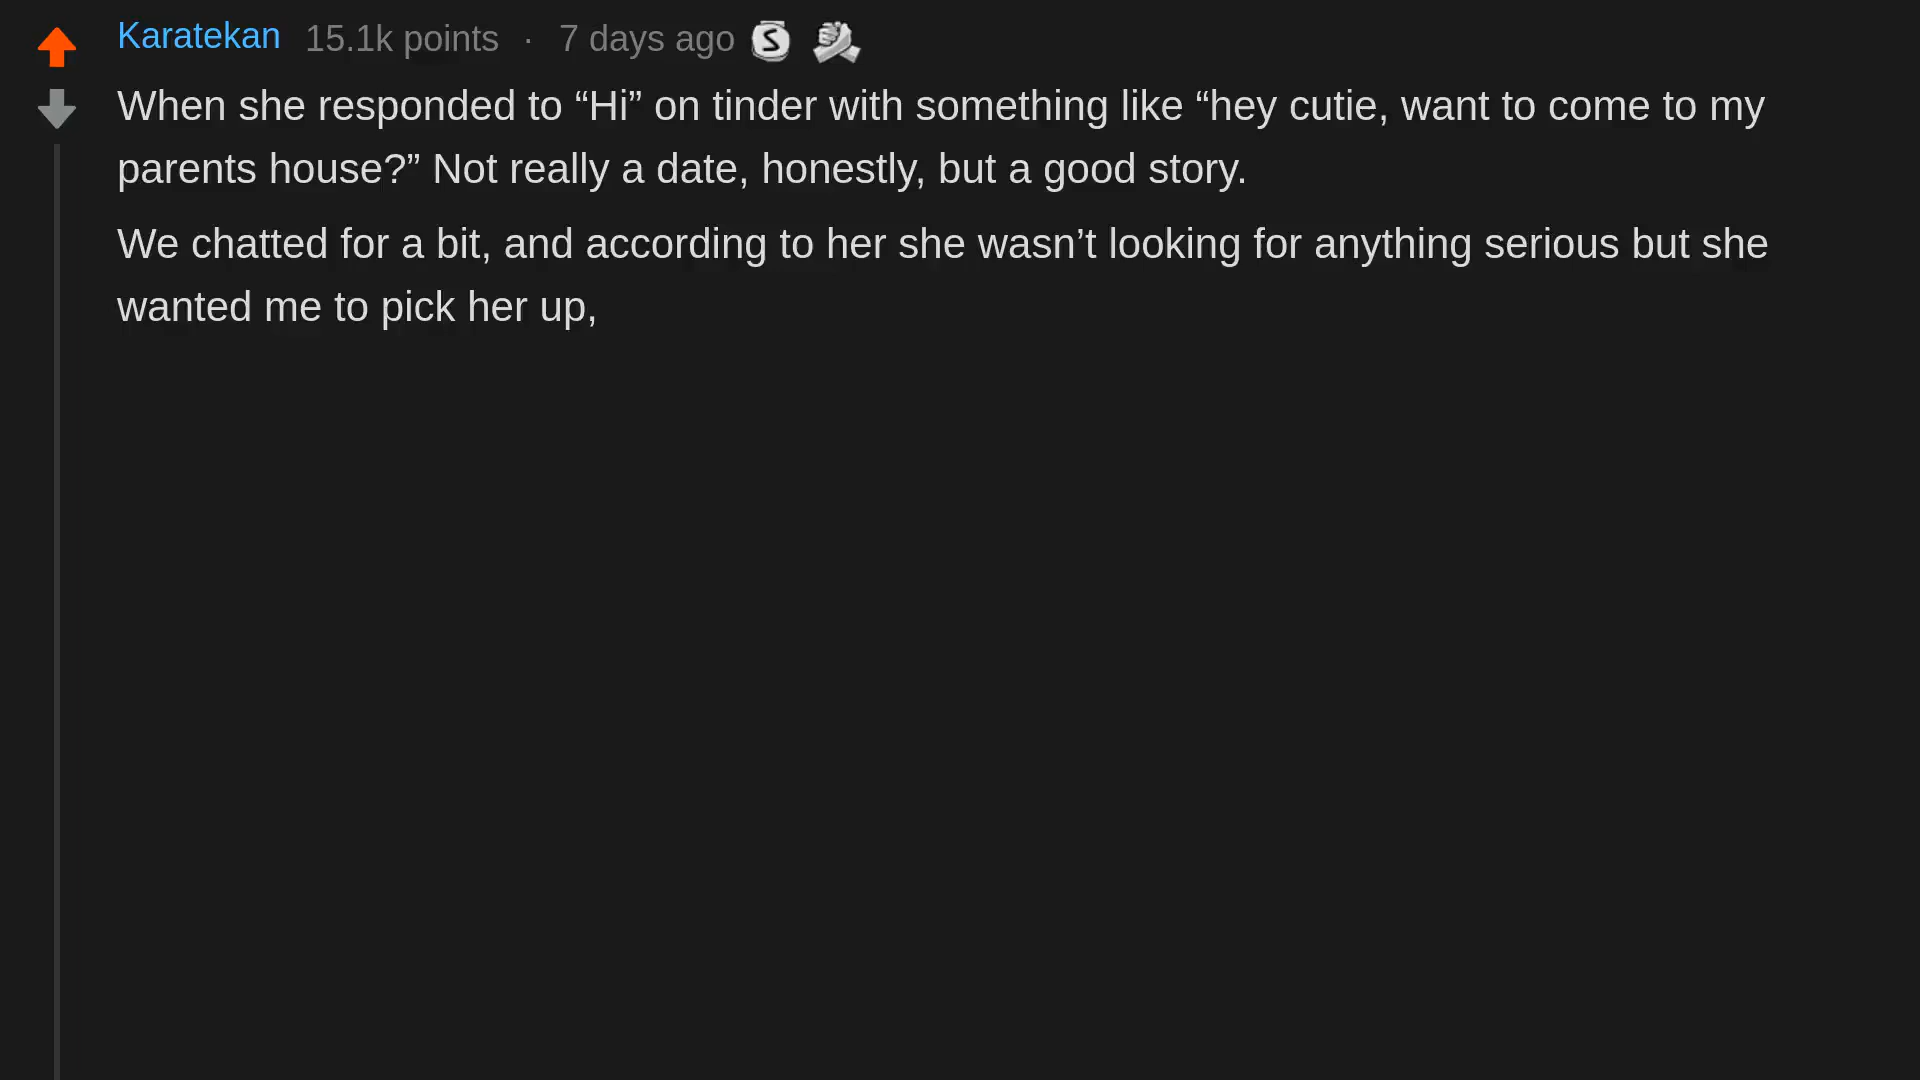 Karatekan 15.1k points · 7 days ago
When she responded to “Hi” on tinder with something like “hey cutie, want to come to my
parents house?” Not really a date, honestly, but a good story.
We chatted for a bit, and according to her she wasn’t looking for anything serious but she
wanted me to pick her up,